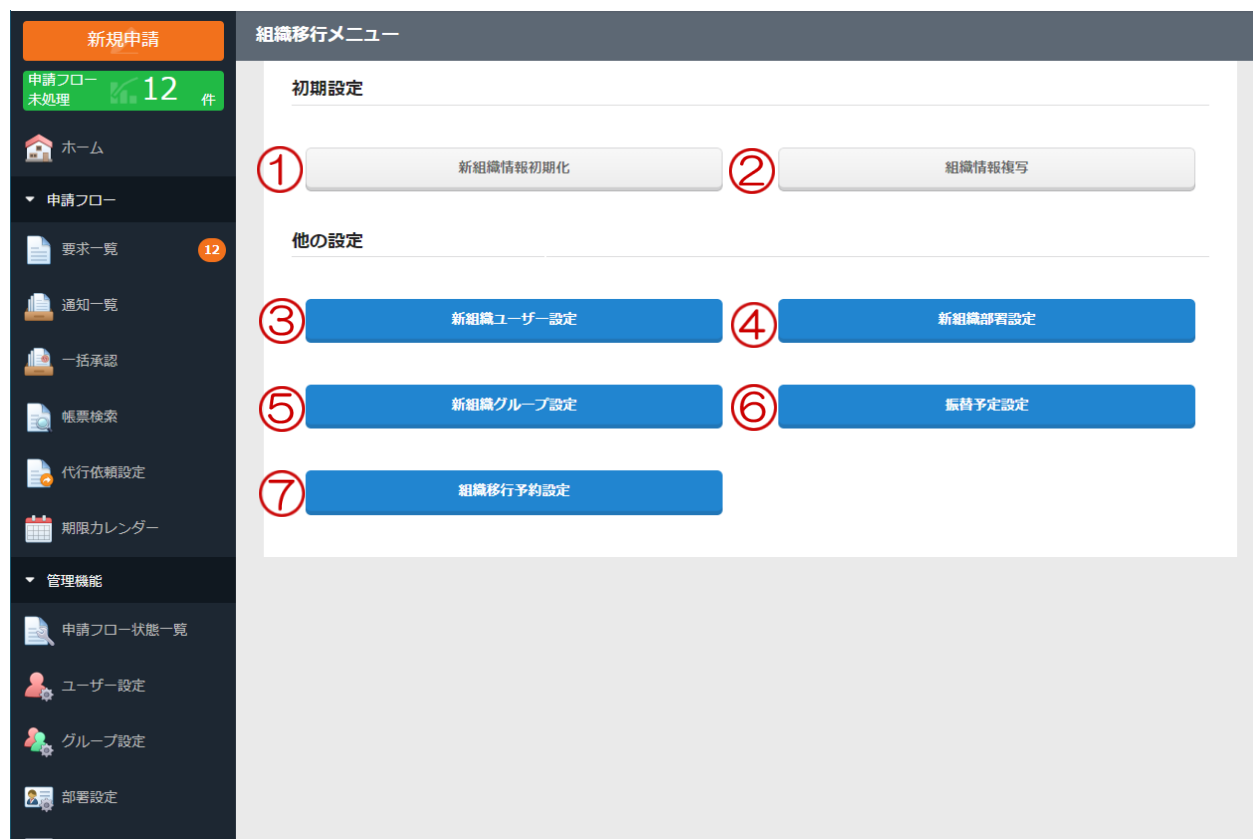 新規申請
申請フロー
未処理
12
件
ホーム
申請フロー
要求一覧
12
通知一覧
一括承認
帳票検索
代行依頼設定
期限カレンダー
管理機能
申請フロー状態一覧
ユーザー設定
グループ設定
部署設定
組織移行メニュー
初期設定
① 新組織情報初期化
② 組織情報複写
他の設定
③ 新組織ユーザー設定
④ 新組織部署設定
⑤ 新組織グループ設定
⑥ 振替予定設定
⑦ 組織移行予約設定